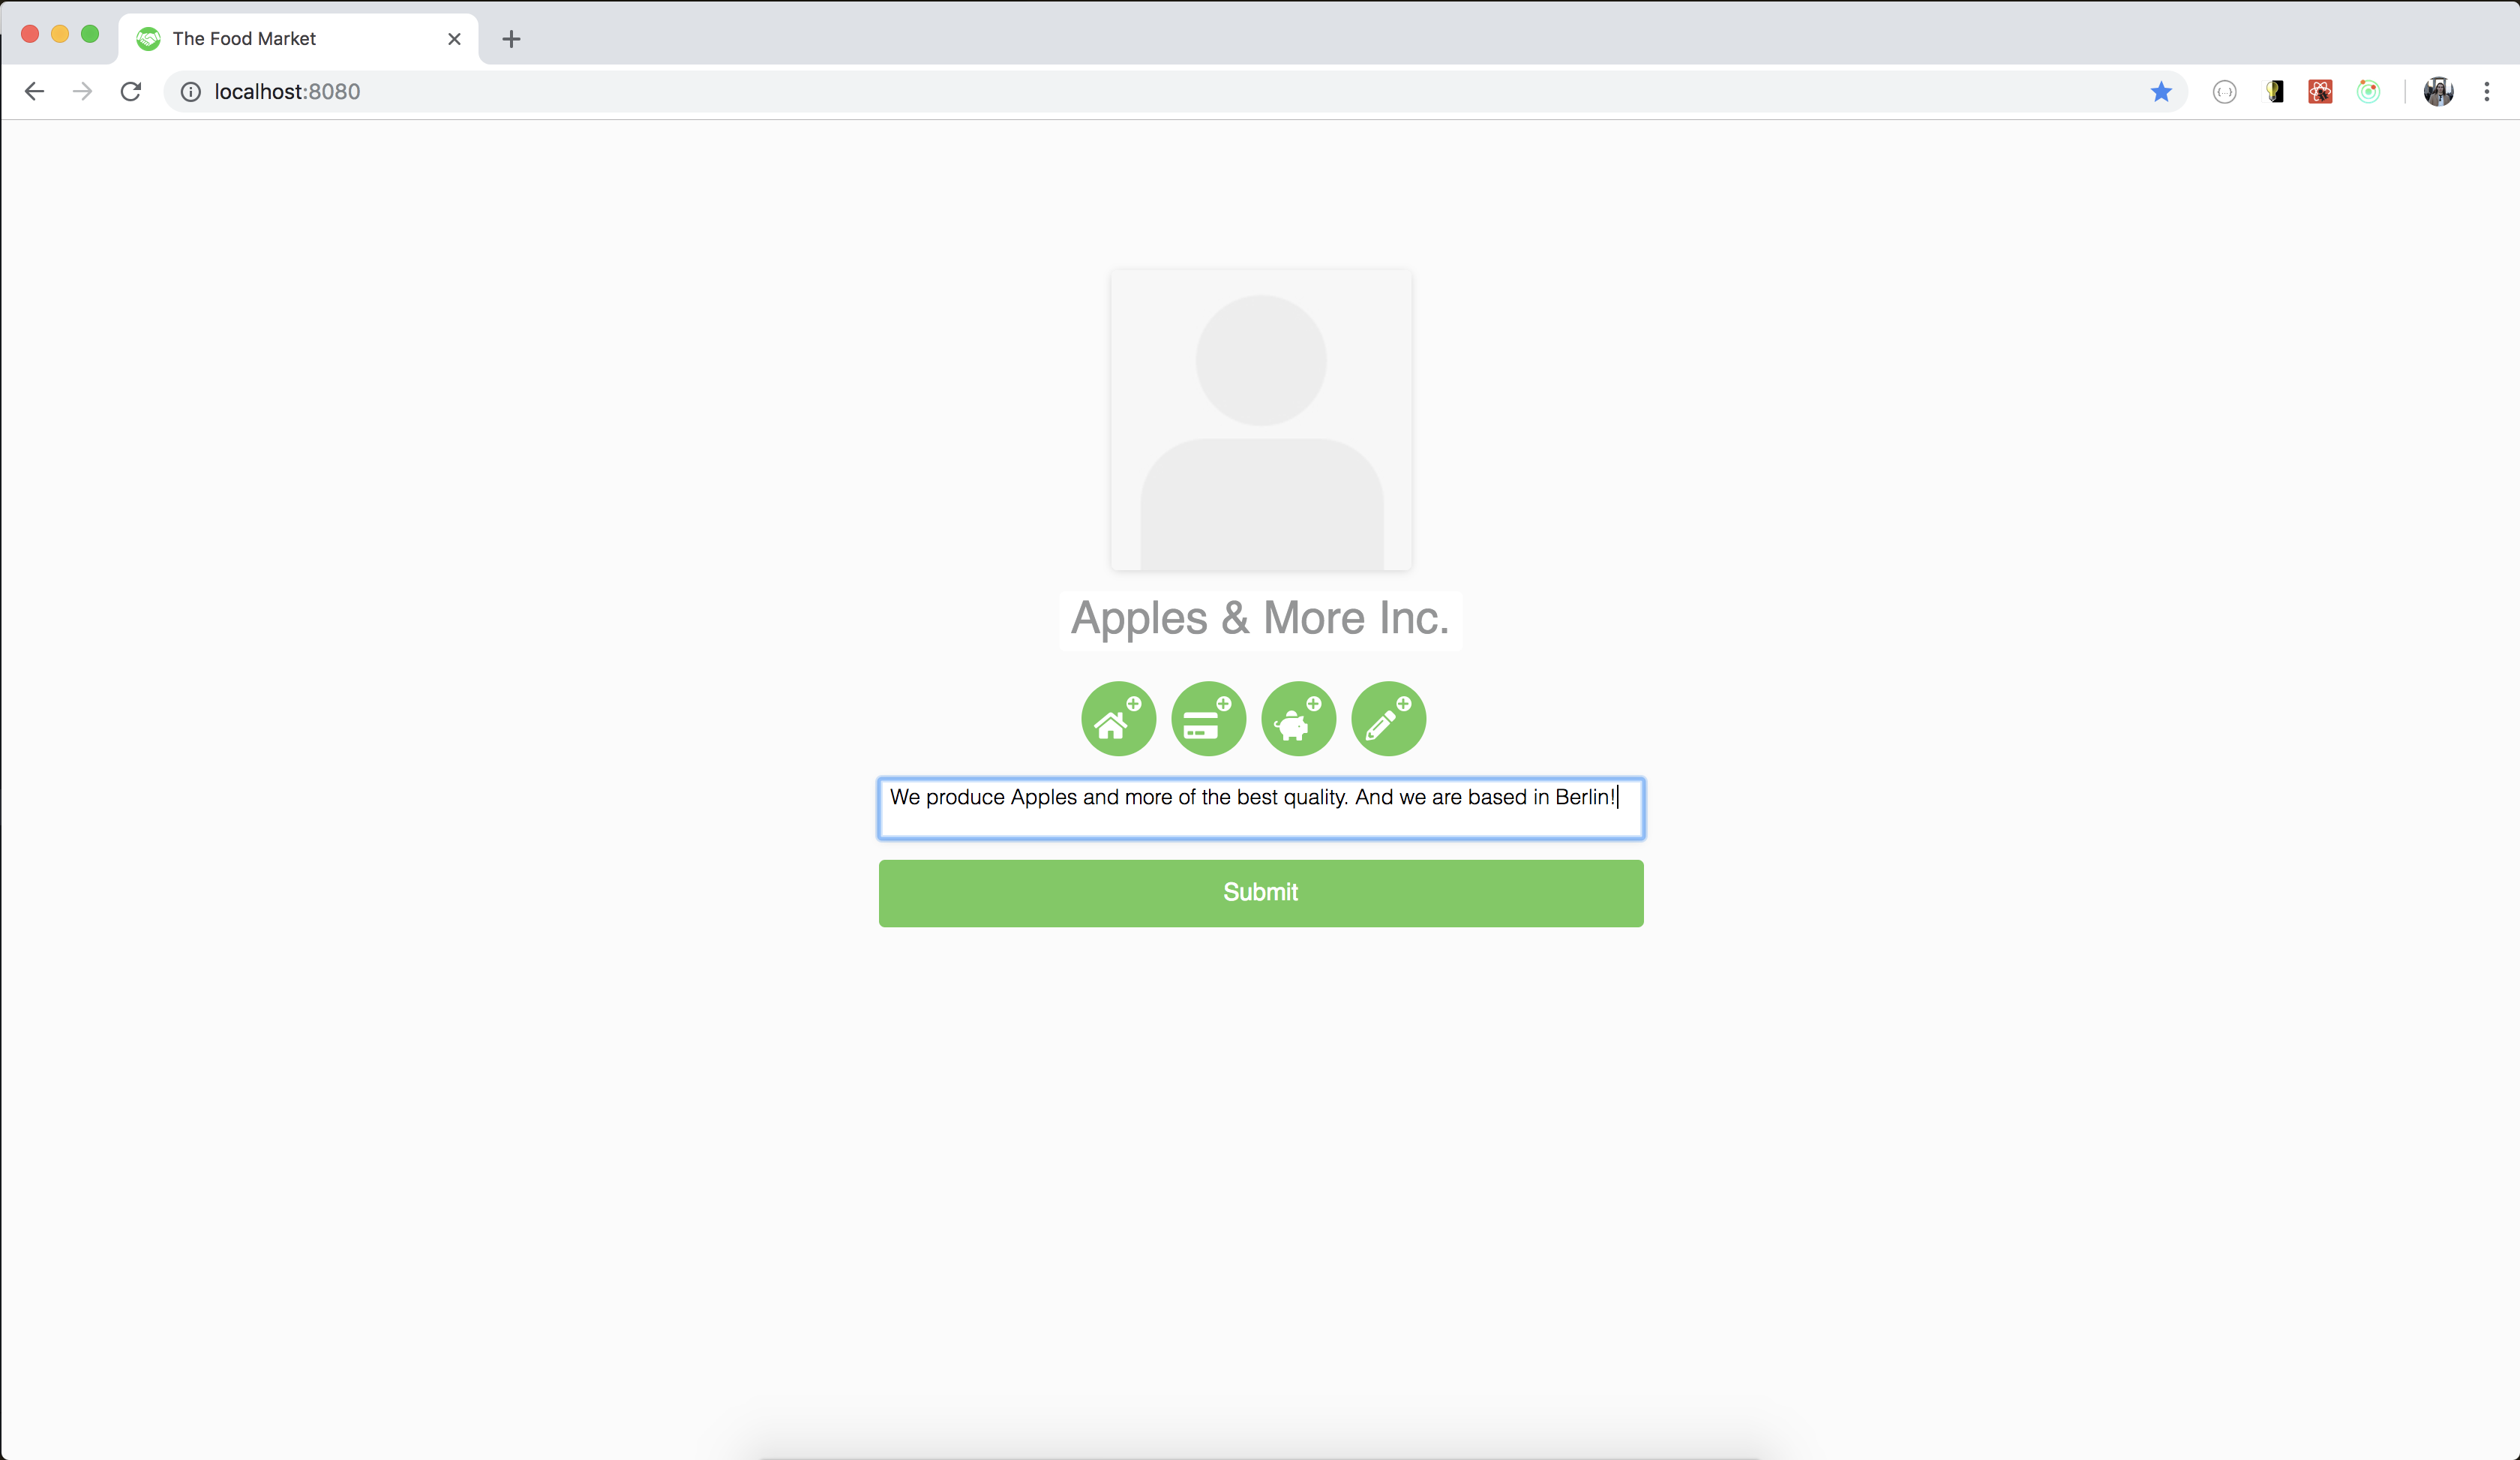 The Food Market
localhost:8080
Apples & More Inc.
We produce Apples and more of the best quality. And we are based in Berlin!
Submit